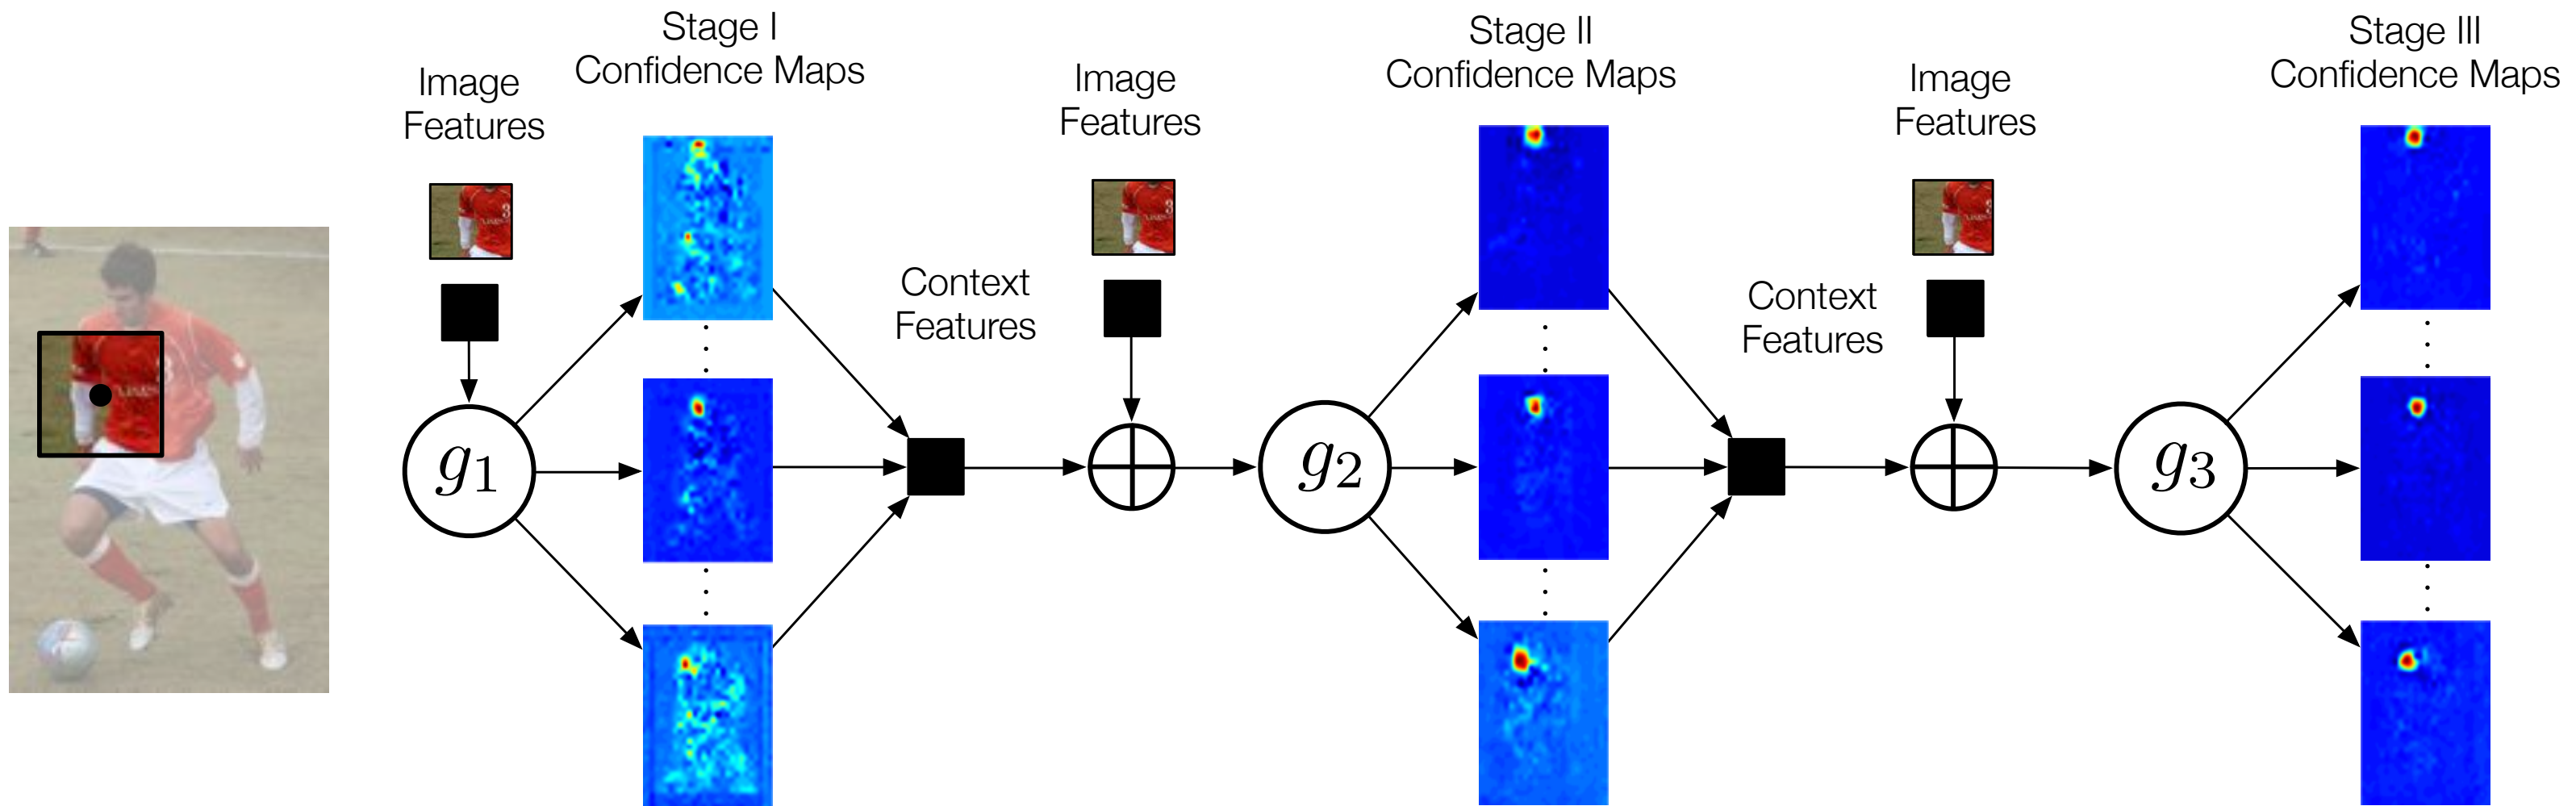 Image
Features
Stage I
Confidence Maps
Context
Features
Image
Features
Stage II
Confidence Maps
Context
Features
Image
Features
Stage III
Confidence Maps
g1
g2
g3
3